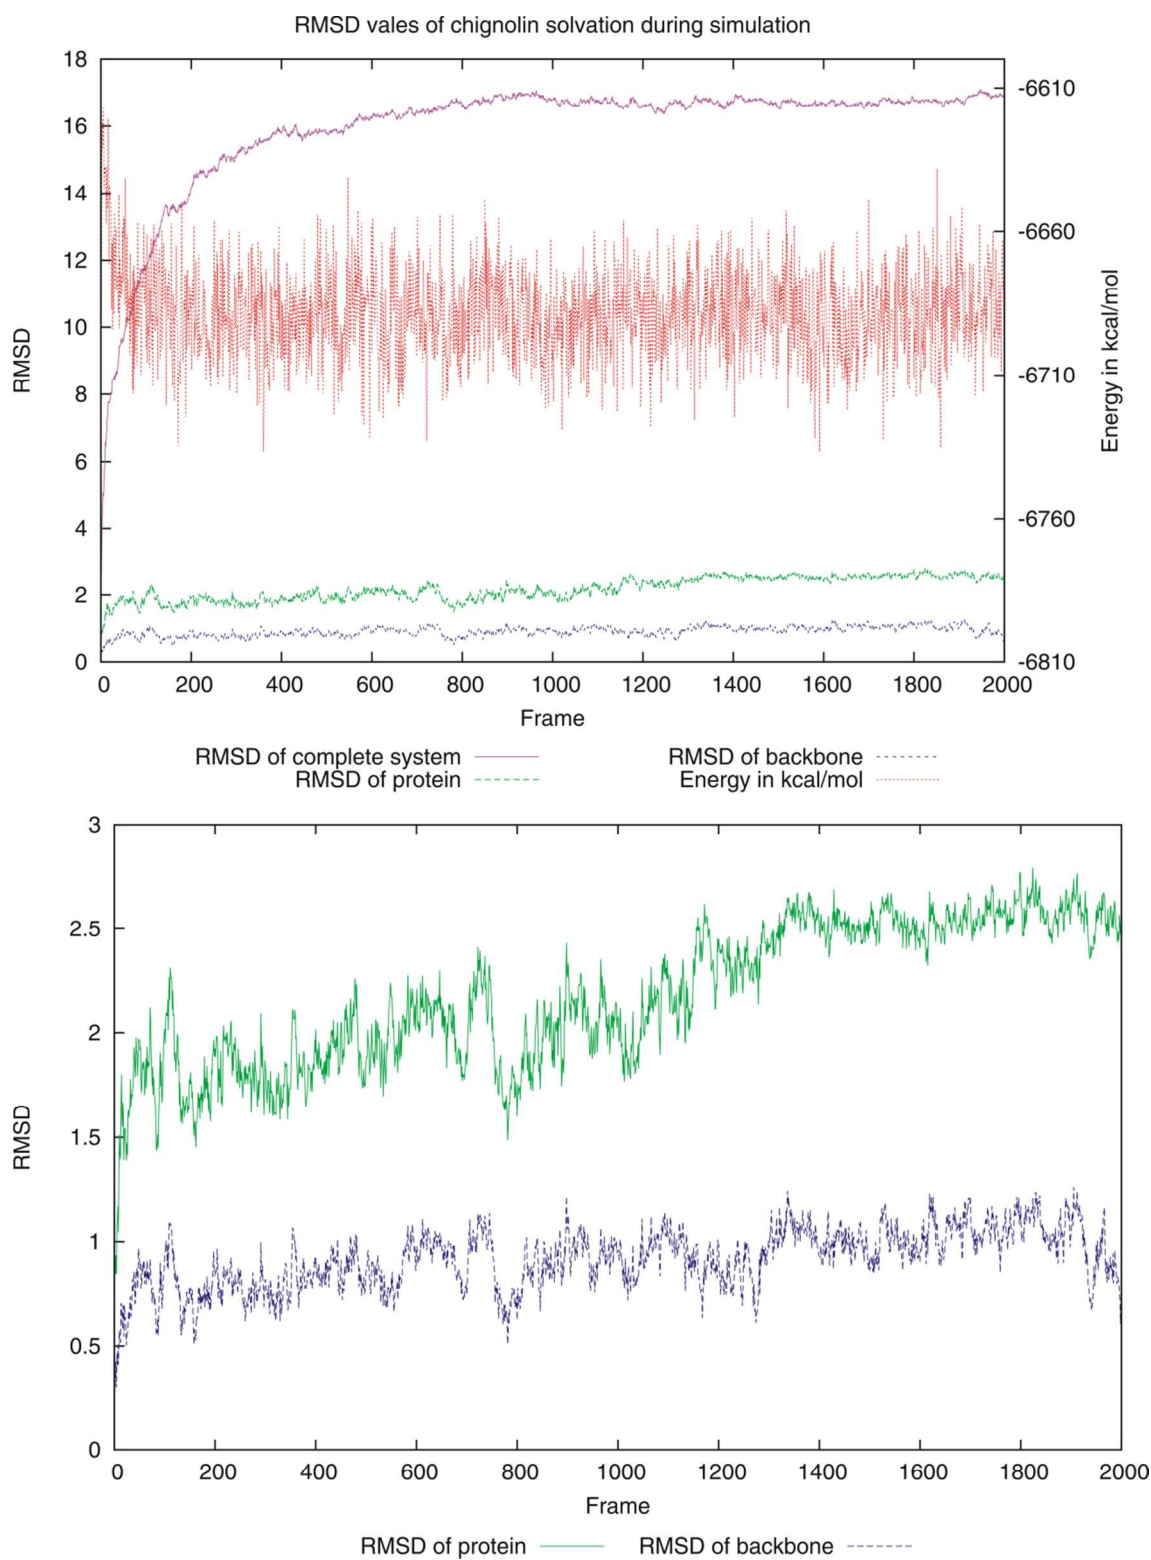 RMSD vales of chignolin solvation during simulation
18
16
14
12
10
8
6
4
2
0
RMSD
-6610
-6660
-6710
-6760
-6810
Energy in kcal/mol
0 200 400 600 800 1000 1200 1400 1600 1800 2000
Frame
RMSD of complete system RMSD of backbone
RMSD of protein Energy in kcal/mol
3
2.5
2
1.5
1
0.5
0
RMSD
0 200 400 600 800 1000 1200 1400 1600 1800 2000
Frame
RMSD of protein RMSD of backbone